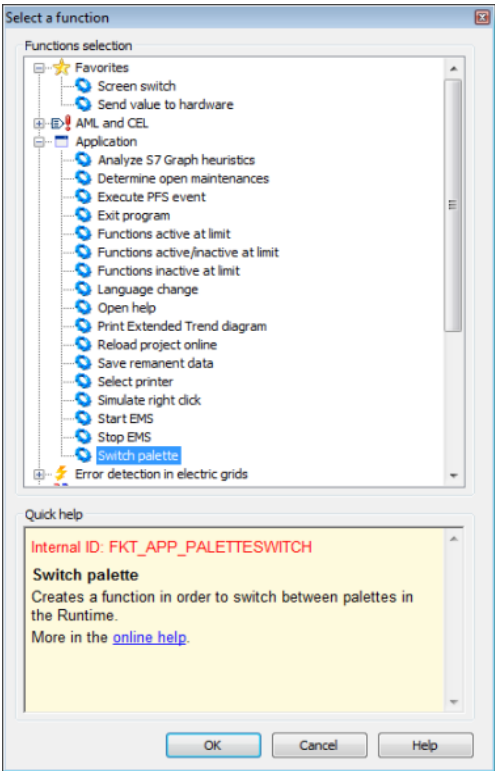 Select a function
Functions selection
Favorites
Screen switch
Send value to hardware
AML and CEL
Application
Analyze S7 Graph heuristics
Determine open maintenances
Execute PFS event
Exit program
Functions active at limit
Functions active/inactive at limit
Functions inactive at limit
Language change
Open help
Print Extended Trend diagram
Reload project online
Save remanent data
Select printer
Simulate right click
Start EMS
Stop EMS
Switch palette
Error detection in electric grids
Quick help
Internal ID: FKT_APP_PALETTESWITCH
Switch palette
Creates a function in order to switch between palettes in
the Runtime.
More in the online help.
OK Cancel Help